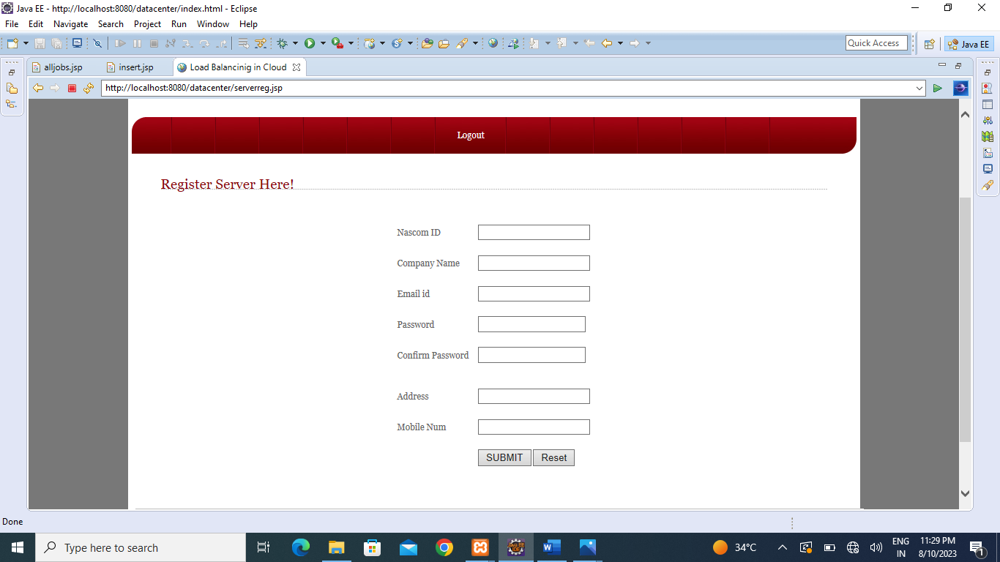 Java EE - http://localhost:8080/datacenter/index.html - Eclipse
File Edit Navigate Search Project Run Window Help
Quick Access Java EE
alljobs.jsp insert.jsp Load Balancinig in Cloud
http://localhost:8080/datacenter/serverreg.jsp
Logout
Register Server Here!
Nascom ID
Company Name
Email id
Password
Confirm Password
Address
Mobile Num
SUBMIT Reset
Done
Type here to search
34°C
ENG
IN
11:29 PM
8/10/2023
1